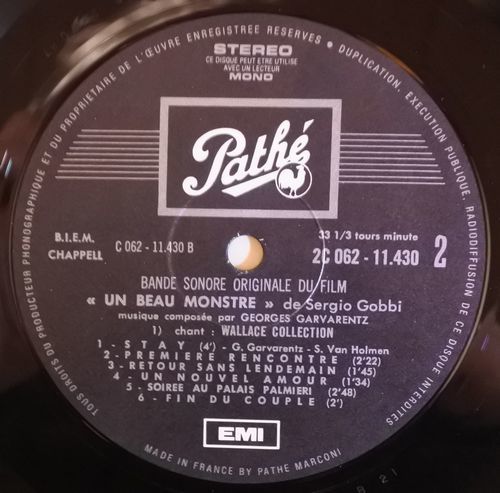 TOUS DROITS DU PRODUCTEUR PHONOGRAPHIQUE ET DU PROPRIETAIRE DE L'ŒUVRE ENREGISTREE RESERVES • DUPLICATION, EXECUTION PUBLIQUE, RADIODIFFUSION DE CE DISQUE INTERDITES
STEREO
CE DISQUE PEUT ETRE UTILISE
AVEC UN LECTEUR
MONO
Pathé
B.I.E.M.
CHAPPELL
C 062 - 11.430 B
33 1/3 tours minute
2C 062 - 11.430
2
BANDE SONORE ORIGINALE DU FILM
« UN BEAU MONSTRE » de Sergio Gobbi
musique composée par GEORGES GARVARENTZ
1) chant : WALLACE COLLECTION
1 - STAY (4') - G. Garvarentz - S. Van Holmen
2 - PREMIERE RENCONTRE (2'22)
3 - RETOUR SANS LENDEMAIN (1'45)
4 - UN NOUVEL AMOUR (1'34)
5 - SOIREE AU PALAIS PALMIERI (2'48)
6 - FIN DU COUPLE (2')
EMI
MADE IN FRANCE BY PATHE MARCONI